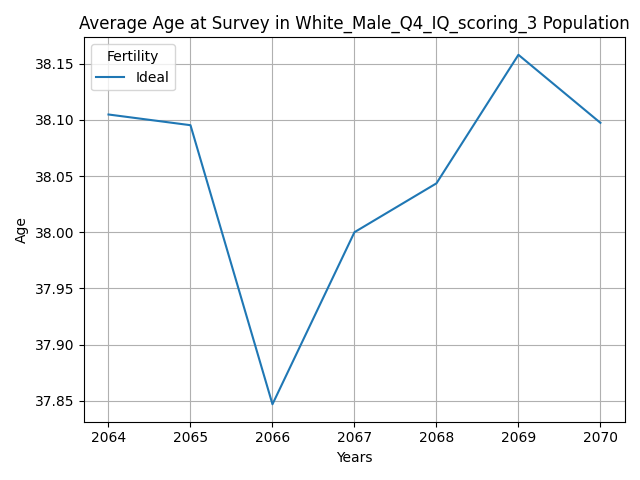 Average Age at Survey in White_Male_Q4_IQ_scoring_3 Population
Fertility
Ideal
38.15
38.10
38.05
38.00
37.95
37.90
37.85
Age
2064 2065 2066 2067 2068 2069 2070
Years